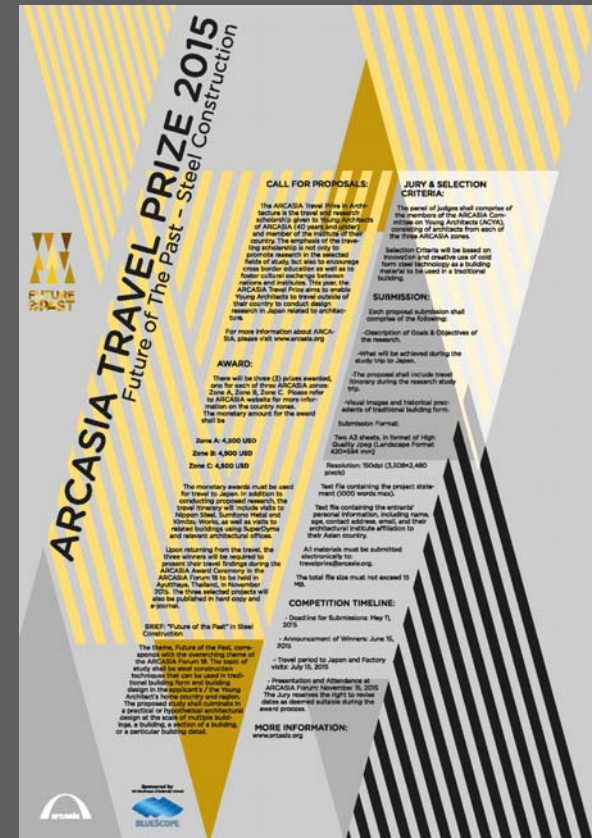 ARCASIA TRAVEL PRIZE 2015
Future of The Past - Steel Construction
FUTURE
OF PAST
CALL FOR PROPOSALS:
The ARCASIA Travel Prize in Archi-
tecture is the travel and research
scholarship given to Young Architects
of ARCASIA (40 years and under)
and member of the institute of their
country. The emphasis of the trave-
ling scholarship is not only to
promote research in the selected
fields of study, but also to encourage
cross border education as well as to
foster cultural exchange between
nations and institutes. This year, the
ARCASIA Travel Prize aims to enable
Young Architects to travel outside of
their country to conduct design
research in Japan related to architec-
ture.
For more information about ARCA-
SIA, please visit www.arcasia.org
AWARD:
There will be three (3) prizes awarded,
one for each of three ARCASIA zones:
Zone A, Zone B, Zone C. Please refer
to ARCASIA website for more infor-
mation on the country zones.
The monetary amount for the award
shall be
Zone A: 4,500 USD
Zone B: 4,500 USD
Zone C: 4,500 USD
The monetary awards must be used
for travel to Japan. In addition to
conducting proposed research, the
travel itinerary will include visits to
Nippon Steel, Sumitono Metal and
Kimitsu, Works, as well as visits to
related buildings using SuperDyma
and relevant architectural offices.
Upon returning from the travel, the
three winners will be required to
present their travel findings during the
ARCASIA Award Ceremony in the
ARCASIA Forum 18 to be held in
Ayutthaya, Thailand, in November
2015. The three selected projects will
also be published in hard copy and
e-journal.
BRIEF: "Future of the Past" in Steel
Construction
The theme, Future of the Past, corre-
sponds with the overarching theme of
the ARCASIA Forum 18. The topic of
study shall be steel construction
techniques that can be used in tradi-
tional building form and building
design in the applicant's / the Young
Architect's home country and region.
The proposed study shall culminate in
a practical or hypothetical architectural
design at the scale of multiple build-
ings, a building, a section of a building,
or a particular building detail.
JURY & SELECTION
CRITERIA:
The panel of judges shall comprise of
the members of the ARCASIA Com-
mittee on Young Architects (ACYA),
consisting of architects from each of
the three ARCASIA zones.
Selection Criteria will be based on
innovation and creative use of cold
form steel technology as a building
material to be used in a traditional
building.
SUBMISSION:
Each proposal submission shall
comprise of the following:
-Description of Goals & Objectives of
the research.
-What will be achieved during the
study trip to Japan.
-The proposal shall include travel
itinerary during the research study
trip.
-Visual images and historical prec-
edents of traditional building form.
Submission Format:
Two A3 sheets, in format of High
Quality Jpeg (Landscape Format
420x594 mm)
Resolution: 150dpi (3,508x2,480
pixels)
Text file containing the project state-
ment (1000 words max).
Text file containing the entrants'
personal information, including name,
age, contact address, email, and their
architectural institute affiliation to
their Asian country.
All materials must be submitted
electronically to:
travelprize@arcasia.org.
The total file size must not exceed 15
MB.
COMPETITION TIMELINE:
- Deadline for Submissions: May 11,
2015
- Announcement of Winners: June 15,
2015
- Travel period to Japan and Factory
visits: July 15, 2015
- Presentation and Attendance at
ARCASIA Forum: November 15, 2015
The Jury reserves the right to revise
dates as deemed suitable during the
award process.
MORE INFORMATION:
www.arcasia.org
arcasia
Sponsored by
BLUESCOPE